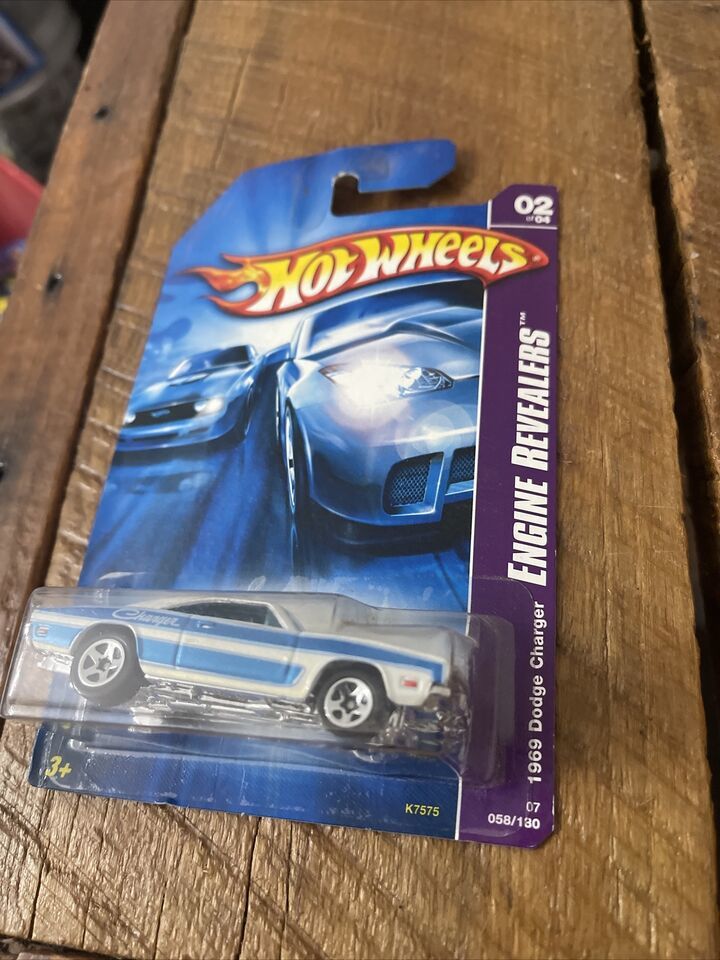 02
of 04
HOT WHEELS
ENGINE REVEALERS™
1969 Dodge Charger
Charger
3+
K7575
07
058/180